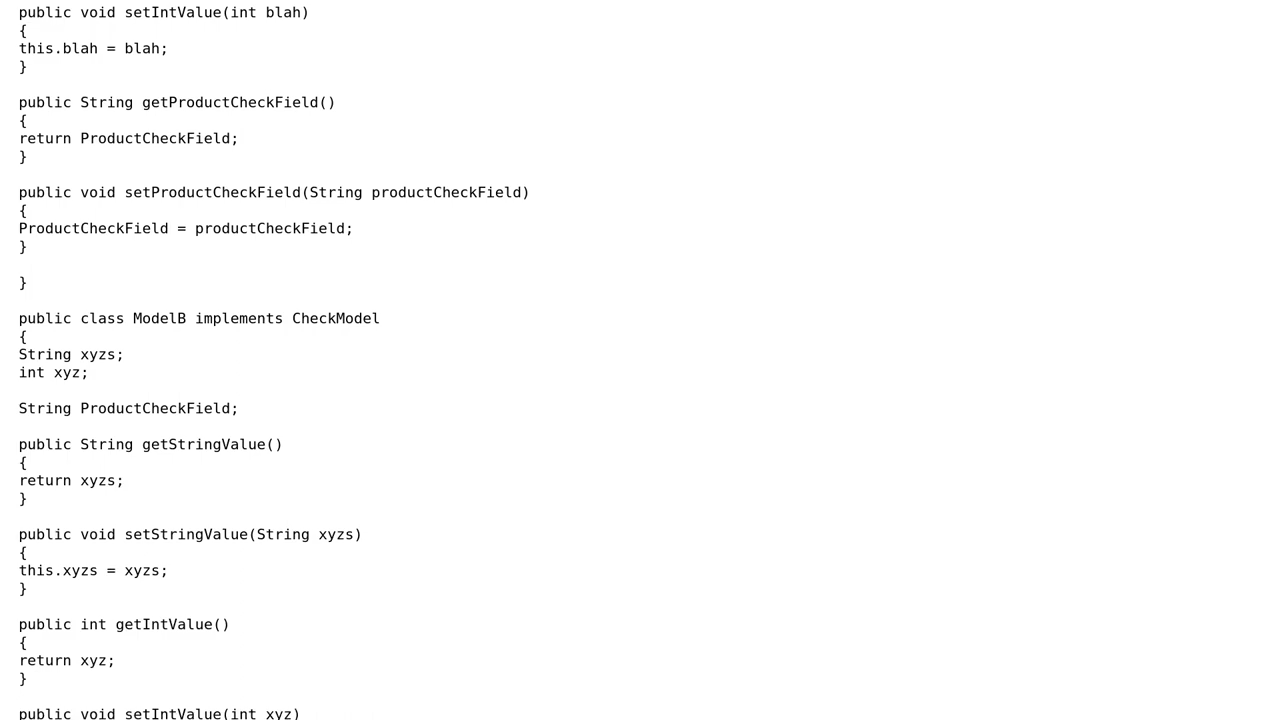 public void setIntValue(int blah)
{
this.blah = blah;
}

public String getProductCheckField()
{
return ProductCheckField;
}

public void setProductCheckField(String productCheckField)
{
ProductCheckField = productCheckField;
}

}

public class ModelB implements CheckModel
{
String xyzs;
int xyz;

String ProductCheckField;

public String getStringValue()
{
return xyzs;
}

public void setStringValue(String xyzs)
{
this.xyzs = xyzs;
}

public int getIntValue()
{
return xyz;
}

public void setIntValue(int xyz)